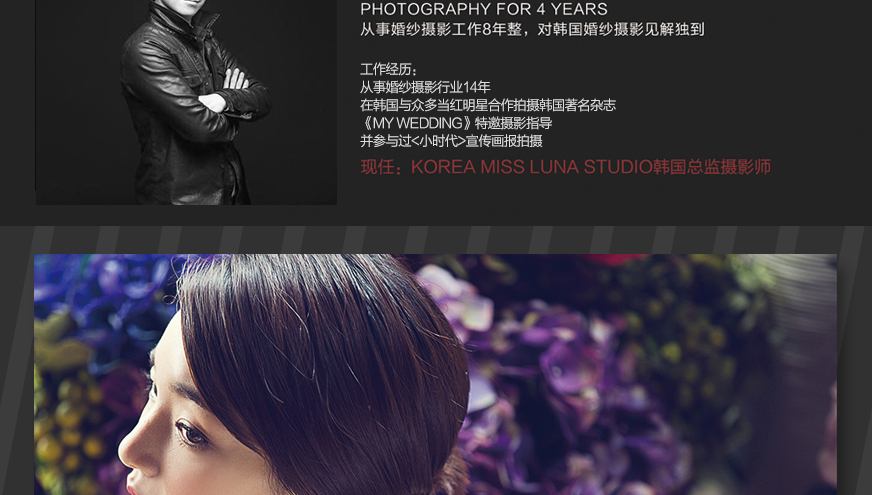 PHOTOGRAPHY FOR 4 YEARS
从事婚纱摄影工作8年整，对韩国婚纱摄影见解独到
工作经历：
从事婚纱摄影行业14年
在韩国与众多当红明星合作拍摄韩国著名杂志
《MY WEDDING》特邀摄影指导
并参与过<小时代>宣传画报拍摄
现任：KOREA MISS LUNA STUDIO韩国总监摄影师